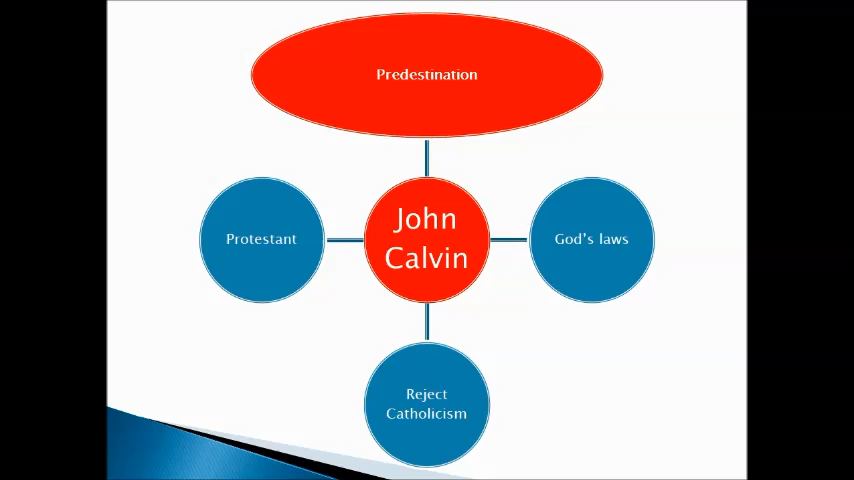 Predestination
Protestant
John
Calvin
God's laws
Reject
Catholicism